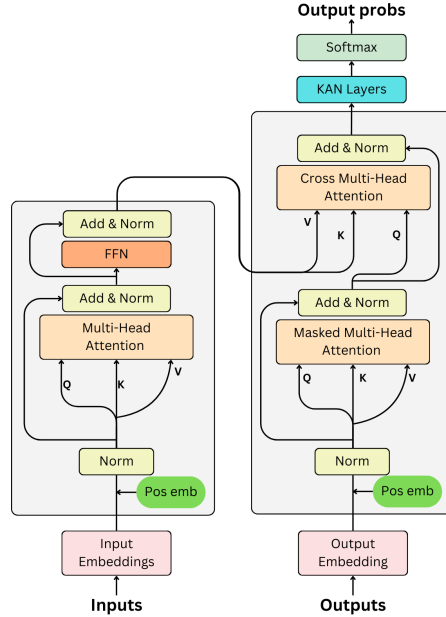 Output probs
Softmax
KAN Layers
Add & Norm
Cross Multi-Head
Attention
V
K
Q
Add & Norm
Masked Multi-Head
Attention
Q
K
V
Norm
Pos emb
Output
Embedding
Outputs
Add & Norm
FFN
Add & Norm
Multi-Head
Attention
Q
K
V
Norm
Pos emb
Input
Embeddings
Inputs